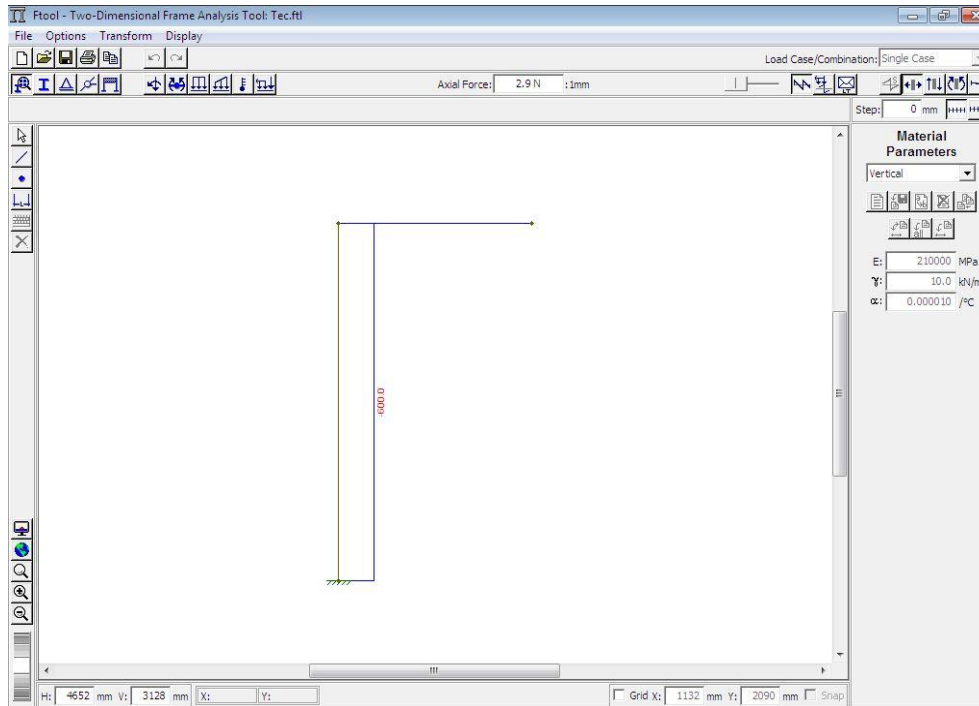 Ftool - Two-Dimensional Frame Analysis Tool: Tec.ftl
File Options Transform Display
Load Case/Combination: Single Case
Axial Force: 2.9 N :1mm
Step: 0 mm
Material
Parameters
Vertical
all
E: 210000 MPa
γ: 10.0 kN/m
α: 0.000010 /°C
-600.0
H: 4652 mm V: 3128 mm X: Y: Grid X: 1132 mm Y: 2090 mm Snap